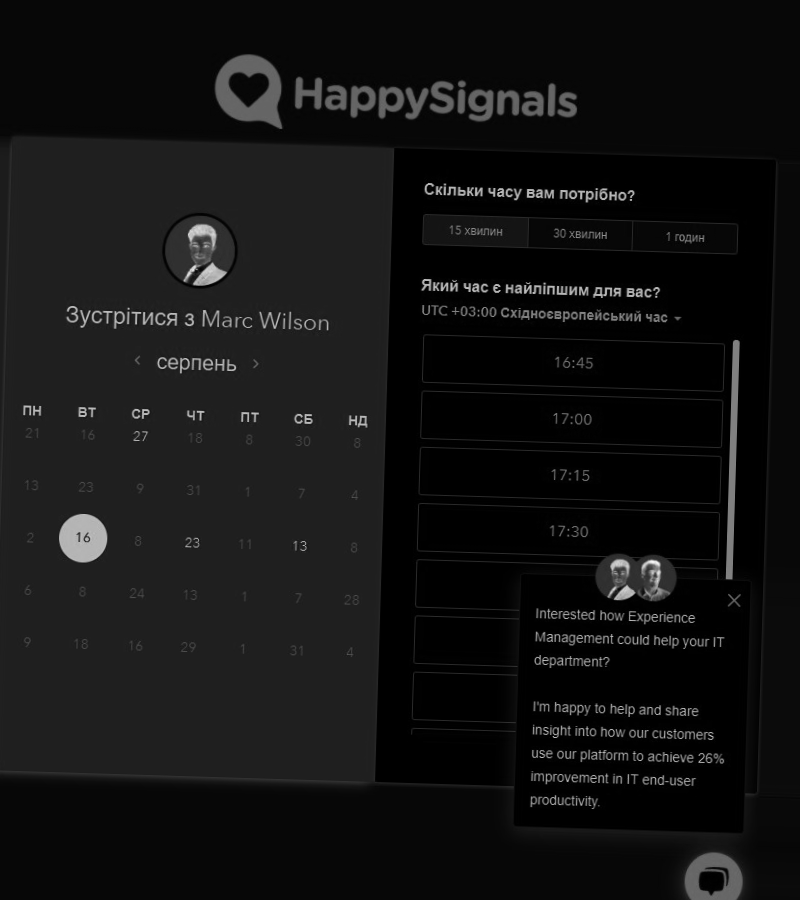 HappySignals
Зустрітися з Marc Wilson
серпень
ПН ВТ СР ЧТ ПТ СБ НД
21 16 27 18 8 30 8
13 23 9 31 1 7 4
2 16 8 23 11 13 8
6 8 24 13 1 7 28
9 18 16 29 1 31 4
Скільки часу вам потрібно?
15 хвилин 30 хвилин 1 годин
Який час є найліпшим для вас?
UTC +03:00 Східноєвропейський час
16:45
17:00
17:15
17:30
Interested how Experience
Management could help your IT
department?
I'm happy to help and share
insight into how our customers
use our platform to achieve 26%
improvement in IT end-user
productivity.